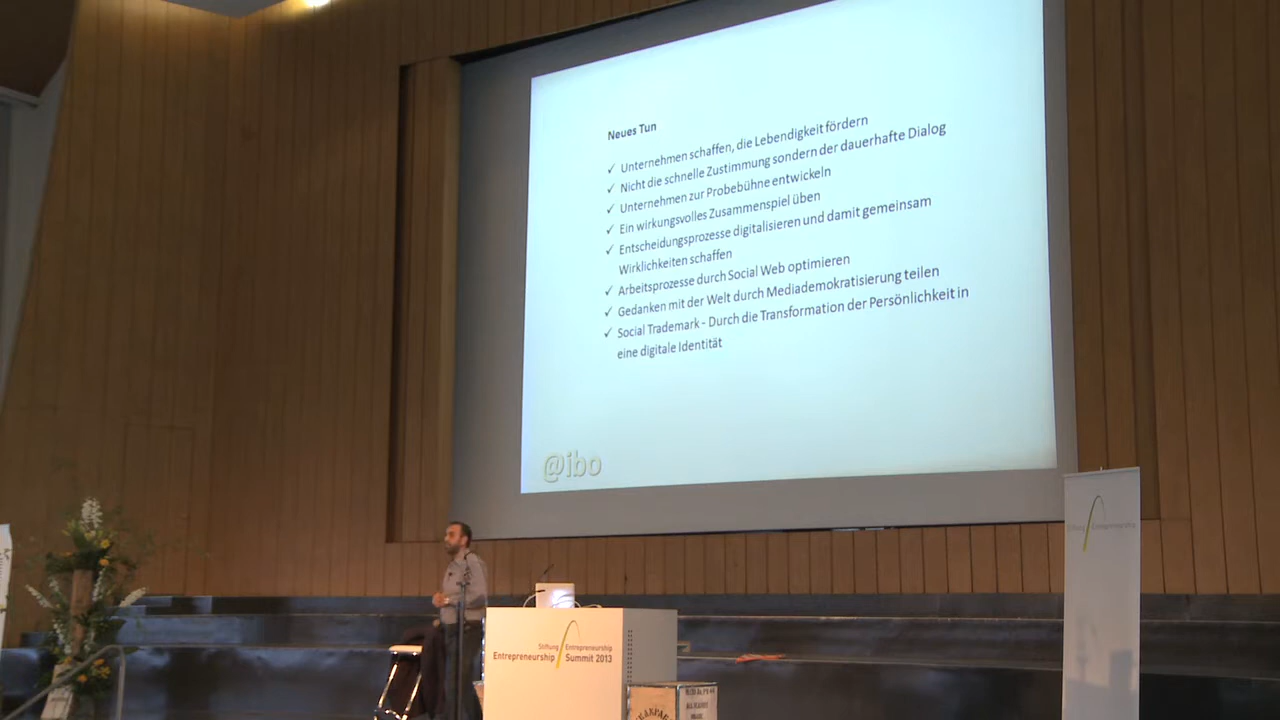 Neues Tun
✓ Unternehmen schaffen, die Lebendigkeit fördern
✓ Nicht die schnelle Zustimmung sondern der dauerhafte Dialog
✓ Unternehmen zur Probebühne entwickeln
✓ Ein wirkungsvolles Zusammenspiel üben
✓ Entscheidungsprozesse digitalisieren und damit gemeinsam
Wirklichkeiten schaffen
✓ Arbeitsprozesse durch Social Web optimieren
✓ Gedanken mit der Welt durch Mediademokratisierung teilen
✓ Social Trademark - Durch die Transformation der Persönlichkeit in
eine digitale Identität
@ibo
Stiftung Entrepreneurship
Stiftung Entrepreneurship
Entrepreneurship Summit 2013